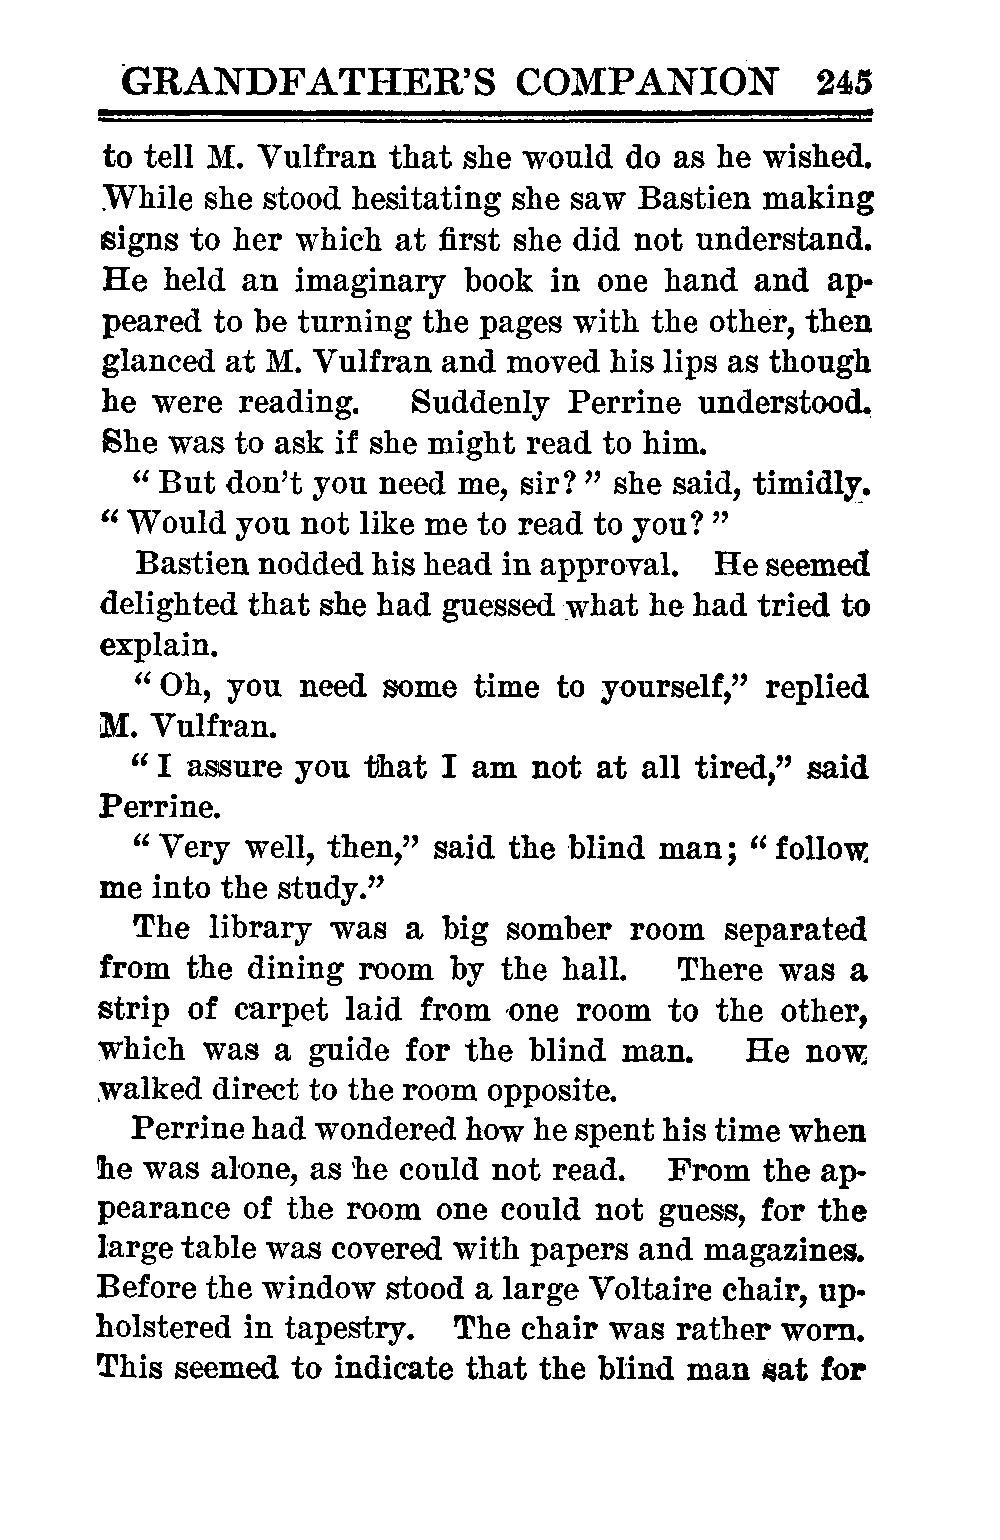 GRANDFATHER'S COMPANION 245
to tell M. Vulfran that she would do as he wished.
While she stood hesitating she saw Bastien making
signs to her which at first she did not understand.
He held an imaginary book in one hand and ap-
peared to be turning the pages with the other, then
glanced at M. Vulfran and moved his lips as though
he were reading. Suddenly Perrine understood.
She was to ask if she might read to him.
“ But don't you need me, sir? ” she said, timidly.
“ Would you not like me to read to you? ”
Bastien nodded his head in approval. He seemed
delighted that she had guessed what he had tried to
explain.
“ Oh, you need some time to yourself,” replied
M. Vulfran.
“ I assure you that I am not at all tired,” said
Perrine.
“ Very well, then,” said the blind man; “ follow
me into the study.”
The library was a big somber room separated
from the dining room by the hall. There was a
strip of carpet laid from one room to the other,
which was a guide for the blind man. He now
walked direct to the room opposite.
Perrine had wondered how he spent his time when
he was alone, as he could not read. From the ap-
pearance of the room one could not guess, for the
large table was covered with papers and magazines.
Before the window stood a large Voltaire chair, up-
holstered in tapestry. The chair was rather worn.
This seemed to indicate that the blind man sat for